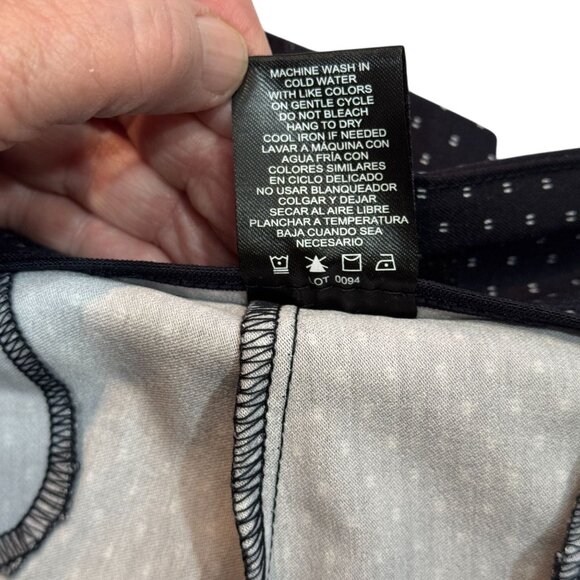 MACHINE WASH IN
COLD WATER
WITH LIKE COLORS
ON GENTLE CYCLE
DO NOT BLEACH
HANG TO DRY
COOL IRON IF NEEDED
LAVAR A MÁQUINA CON
AGUA FRÍA CON
COLORES SIMILARES
EN CICLO DELICADO
NO USAR BLANQUEADOR
COLGAR Y DEJAR
SECAR AL AIRE LIBRE
PLANCHAR A TEMPERATURA
BAJA CUANDO SEA
NECESARIO
LOT 0094